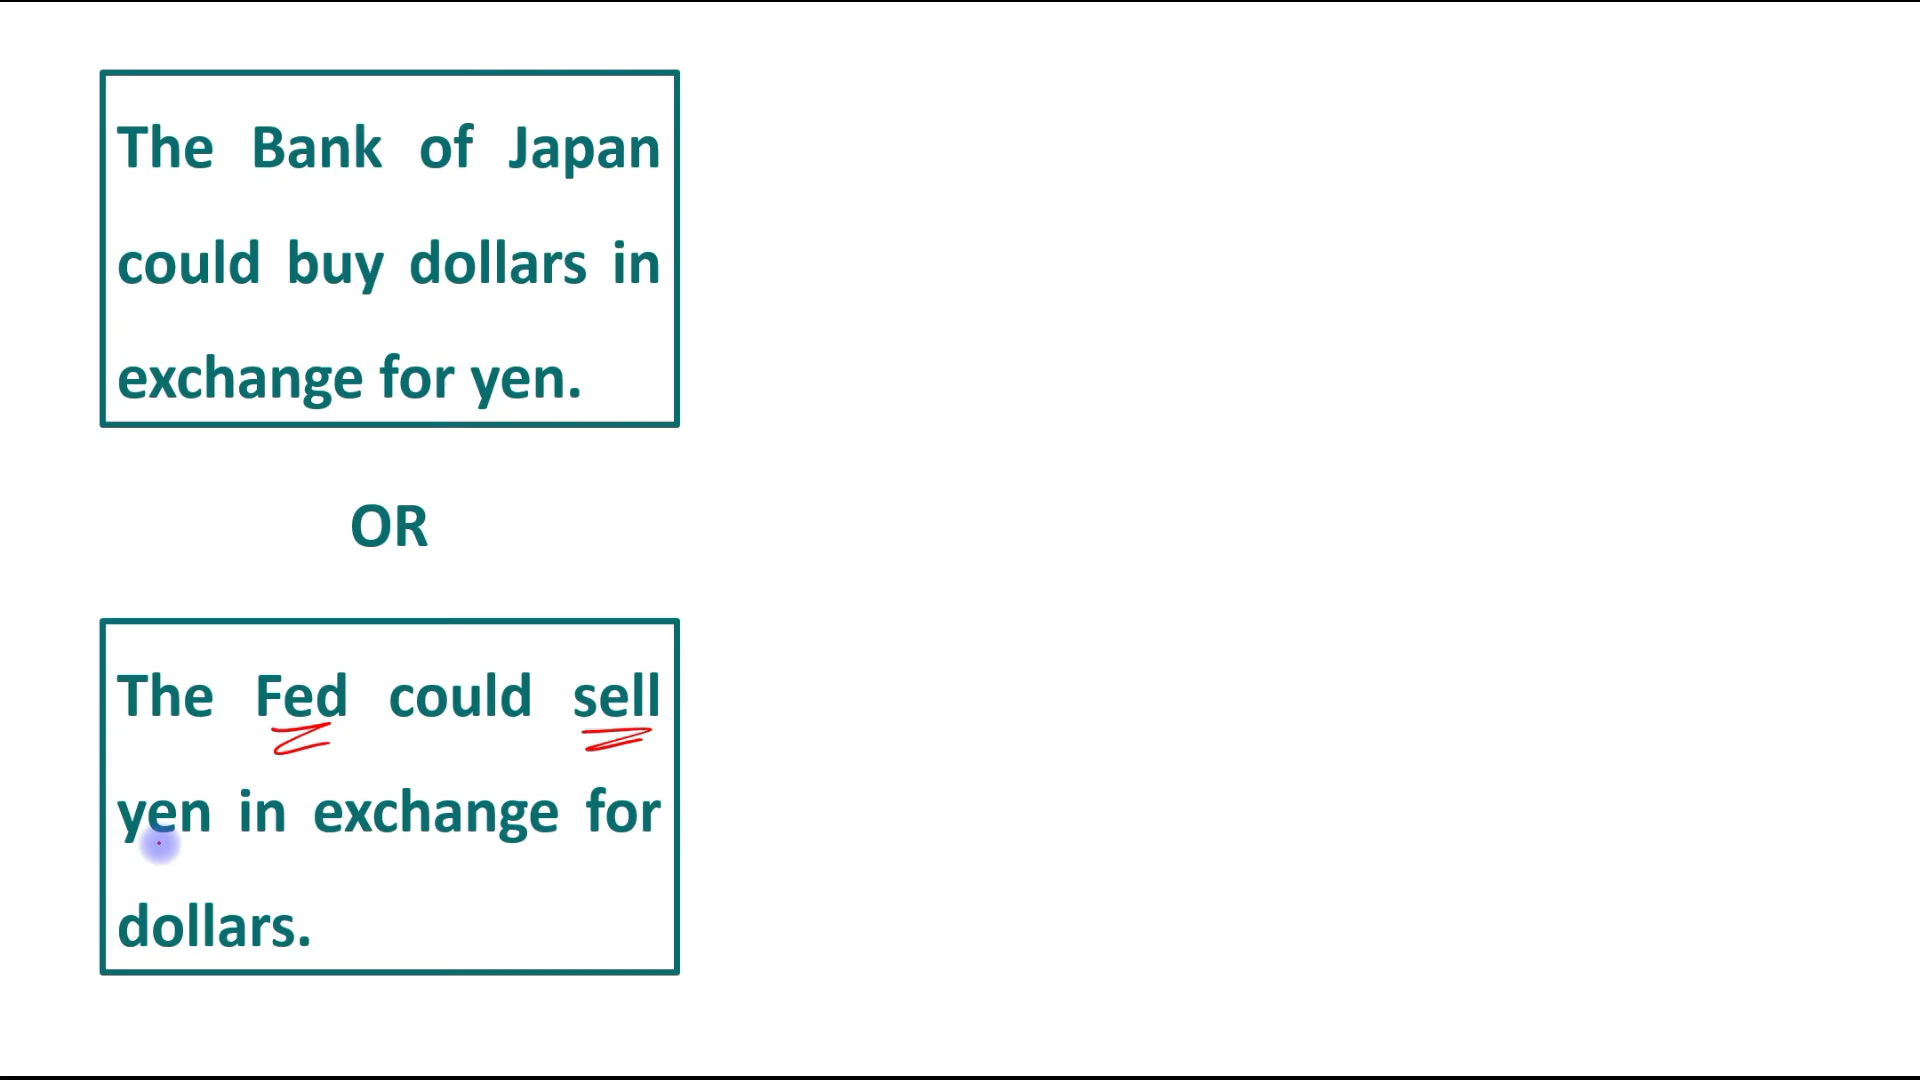 The Bank of Japan
could buy dollars in
exchange for yen.
OR
The Fed could sell
yen in exchange for
dollars.